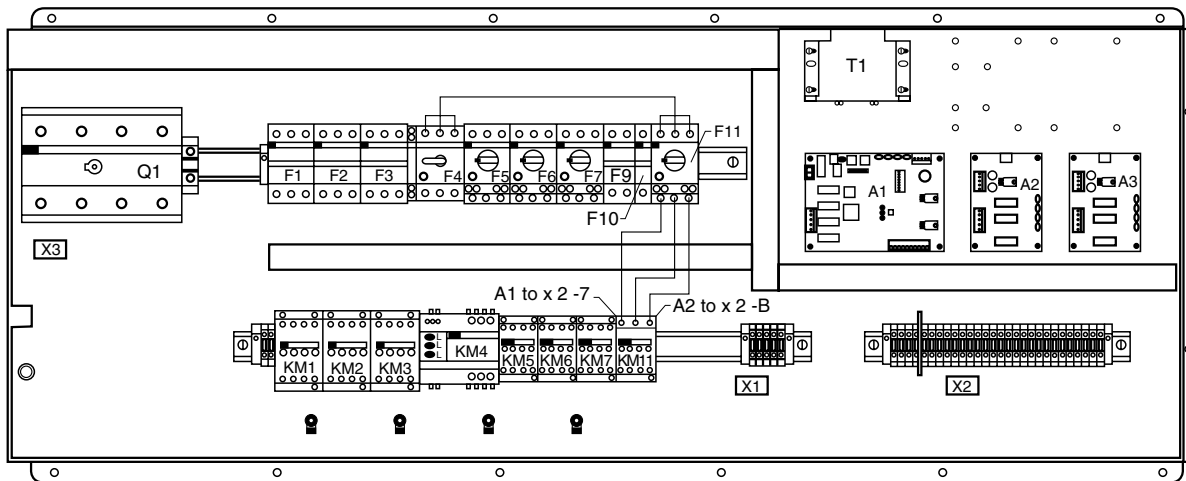 T1
F11
Q1
F1
F2
F3
F4
F5
F6
F7
F9
A1
A2
A3
F10
X3
A1 to x 2 -7
A2 to x 2 -B
L
L
L
KM1
KM2
KM3
KM4
KM5
KM6
KM7
KM11
X1
X2